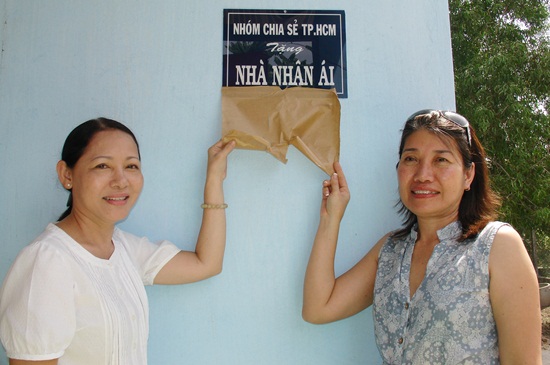 NHÓM CHIA SẺ TP.HCM
Tặng
NHÀ NHÂN ÁI